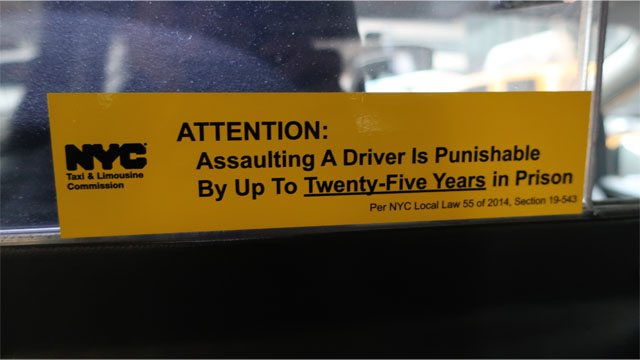 NYC
Taxi & Limousine
Commission
ATTENTION:
Assaulting A Driver Is Punishable
By Up To Twenty-Five Years in Prison
Per NYC Local Law 55 of 2014, Section 19-543